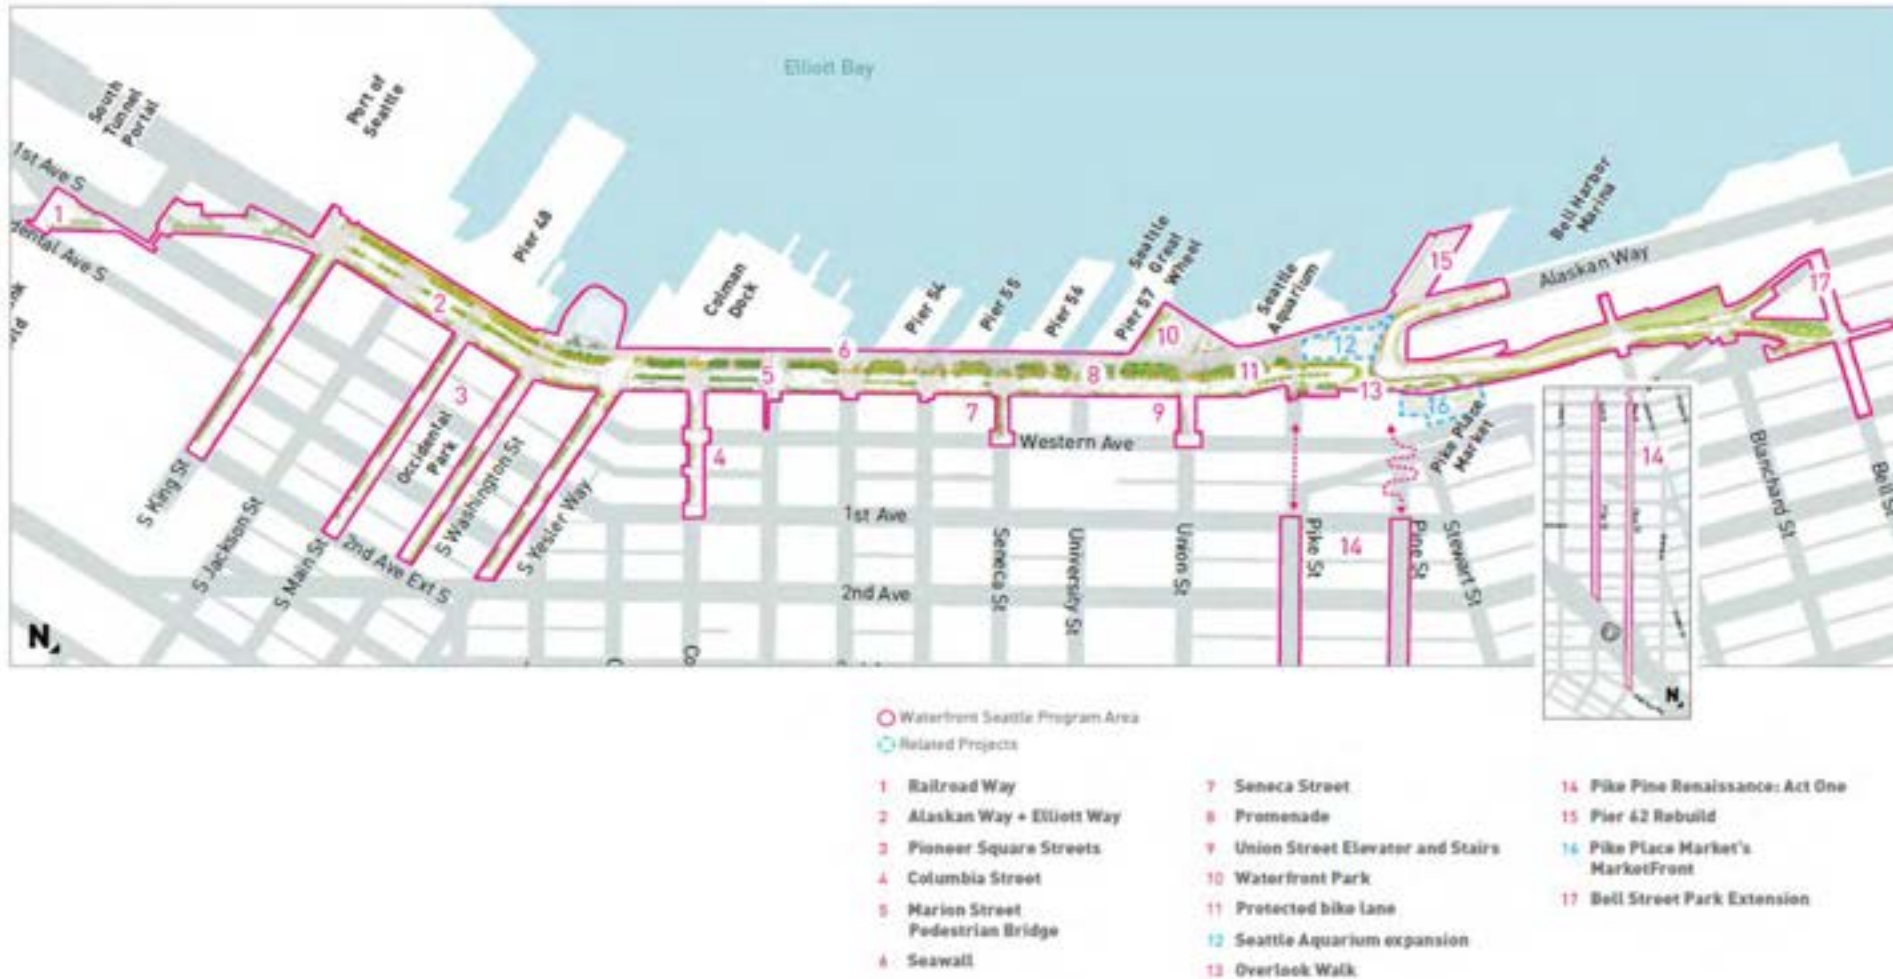 Elliott Bay
South
Tunnel
Portal
Port of
Seattle
1st Ave S
dental Ave S
1
2
3
Pier 48
Colman
Dock
Pier 54
Pier 55
Pier 56
Pier 57
Seattle
Great
Wheel
Seattle
Aquarium
Bell Harbor
Marina
Alaskan Way
15
17
10
12
6
5
8
11
13
16
7
9
4
Occidental
Park
Western Ave
Pike Place
Market
S King St
S Jackson St
S Main St
2nd Ave Ext S
S Washington St
S Yesler Way
1st Ave
2nd Ave
Co
Seneca St
University St
Union St
Pike St
14
Pine St
Stewart St
14
Blanchard St
Bell St
N
N
Waterfront Seattle Program Area
Related Projects
1 Railroad Way
2 Alaskan Way + Elliott Way
3 Pioneer Square Streets
4 Columbia Street
5 Marion Street
Pedestrian Bridge
6 Seawall
7 Seneca Street
8 Promenade
9 Union Street Elevator and Stairs
10 Waterfront Park
11 Protected bike lane
12 Seattle Aquarium expansion
13 Overlook Walk
14 Pike Pine Renaissance: Act One
15 Pier 62 Rebuild
16 Pike Place Market's
MarketFront
17 Bell Street Park Extension